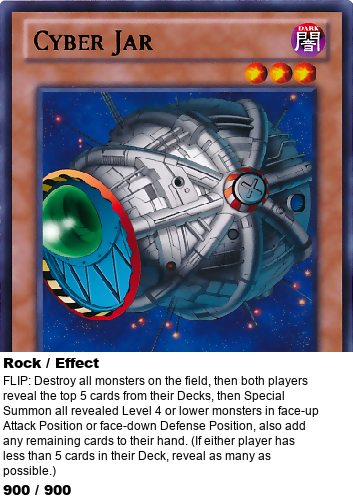 Cyber Jar
DARK
闇
Rock / Effect
FLIP: Destroy all monsters on the field, then both players
reveal the top 5 cards from their Decks, then Special
Summon all revealed Level 4 or lower monsters in face-up
Attack Position or face-down Defense Position, also add
any remaining cards to their hand. (If either player has
less than 5 cards in their Deck, reveal as many as
possible.)
900 / 900